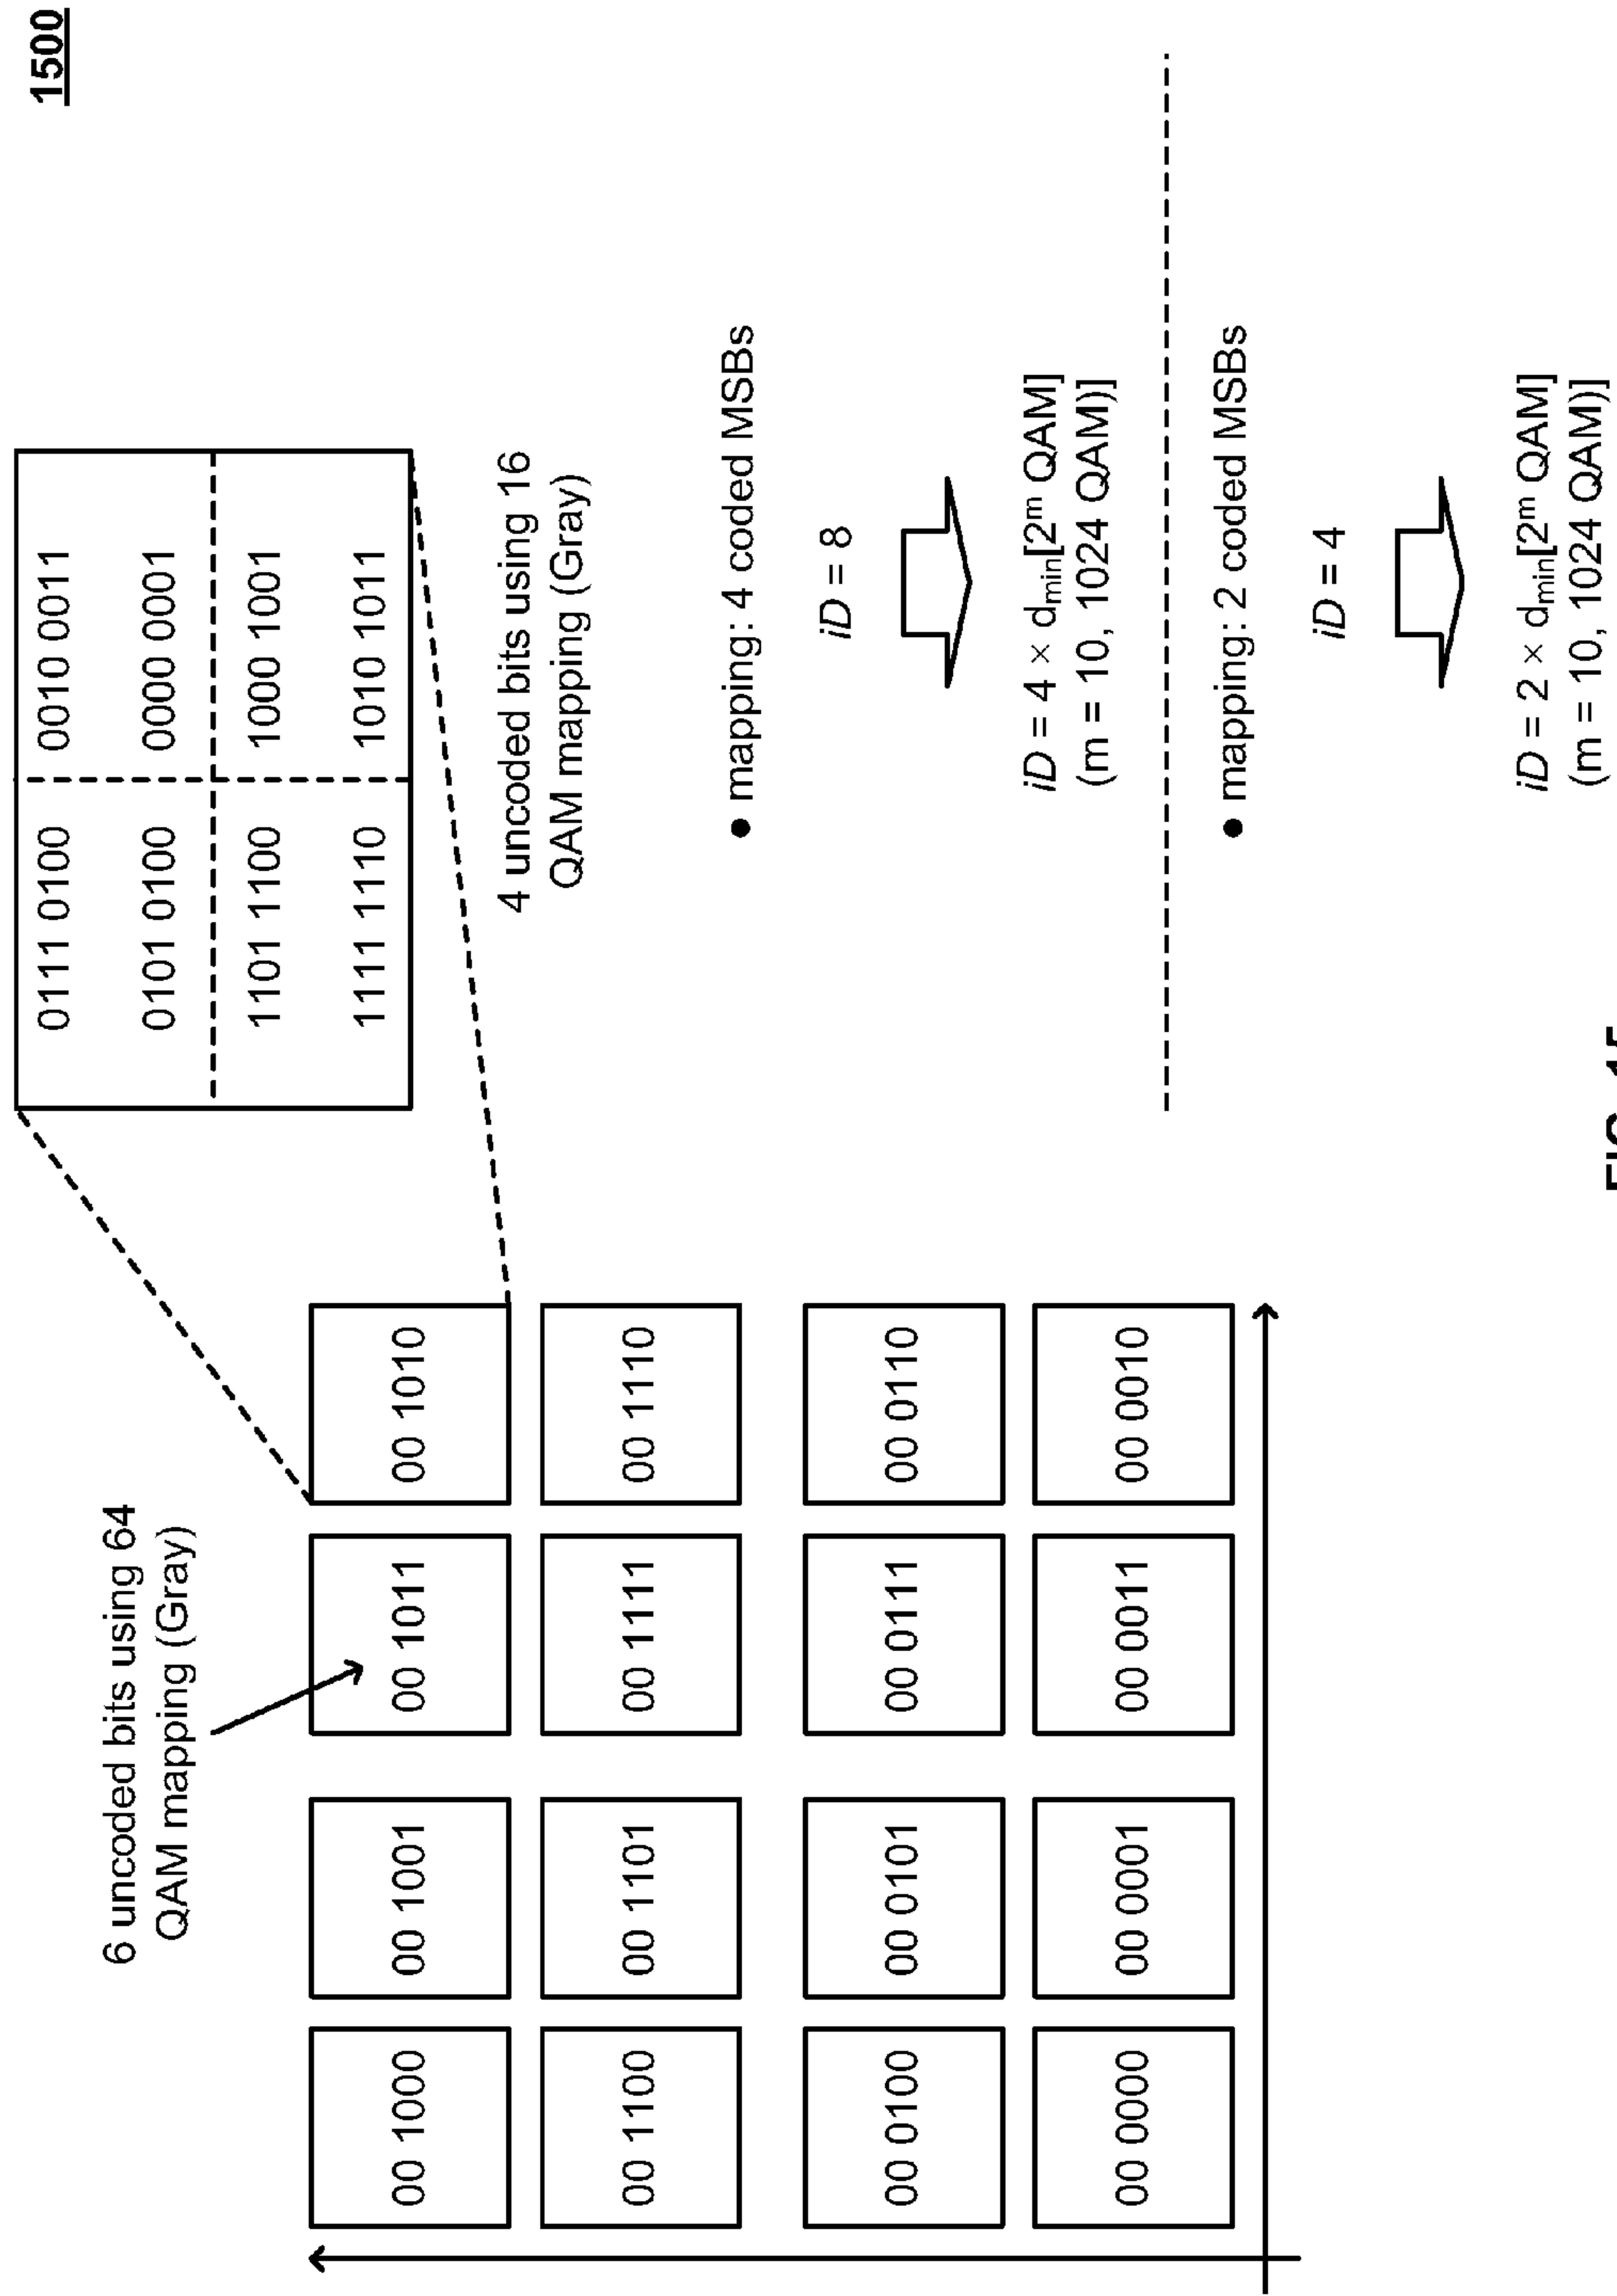 1500
6 uncoded bits using 64
QAM mapping (Gray)
00 1000 00 1001 00 1011 00 1010
00 1100 00 1101 00 1111 00 1110
00 0100 00 0101 00 0111 00 0110
00 0000 00 0001 00 0011 00 0010
0111 0100 0010 0011
0101 0100 0000 0001
1101 1100 1000 1001
1111 1110 1010 1011
4 uncoded bits using 16
QAM mapping (Gray)
● mapping: 4 coded MSBs
iD = 8
iD = 4 × dmin[2^m QAM]
(m = 10, 1024 QAM)]
● mapping: 2 coded MSBs
iD = 4
iD = 2 × dmin[2^m QAM]
(m = 10, 1024 QAM)]